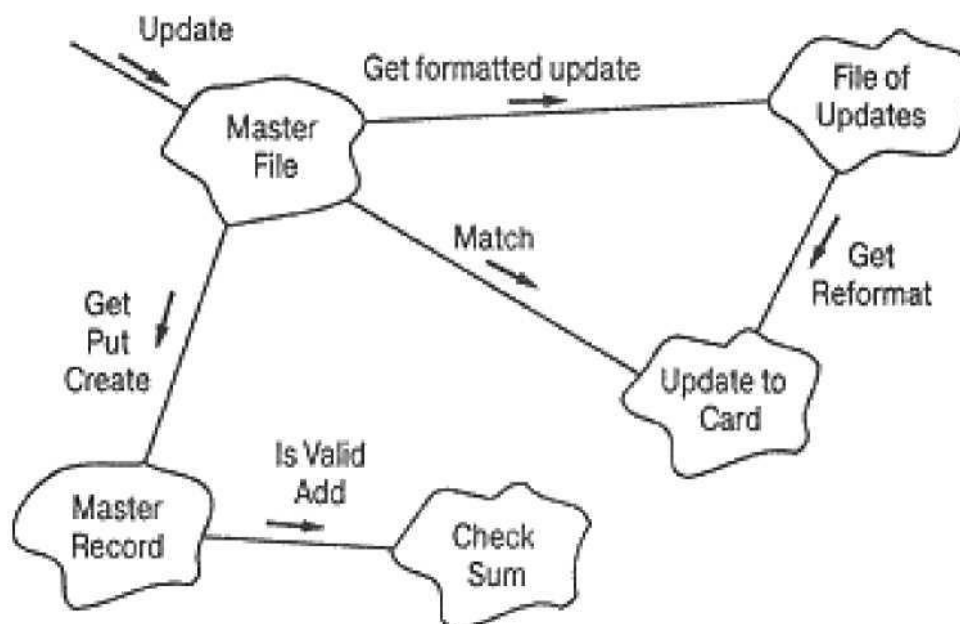 Update
Get formatted update
File of
Updates
Master
File
Match
Get
Reformat
Get
Put
Create
Update to
Card
Is Valid
Add
Master
Record
Check
Sum